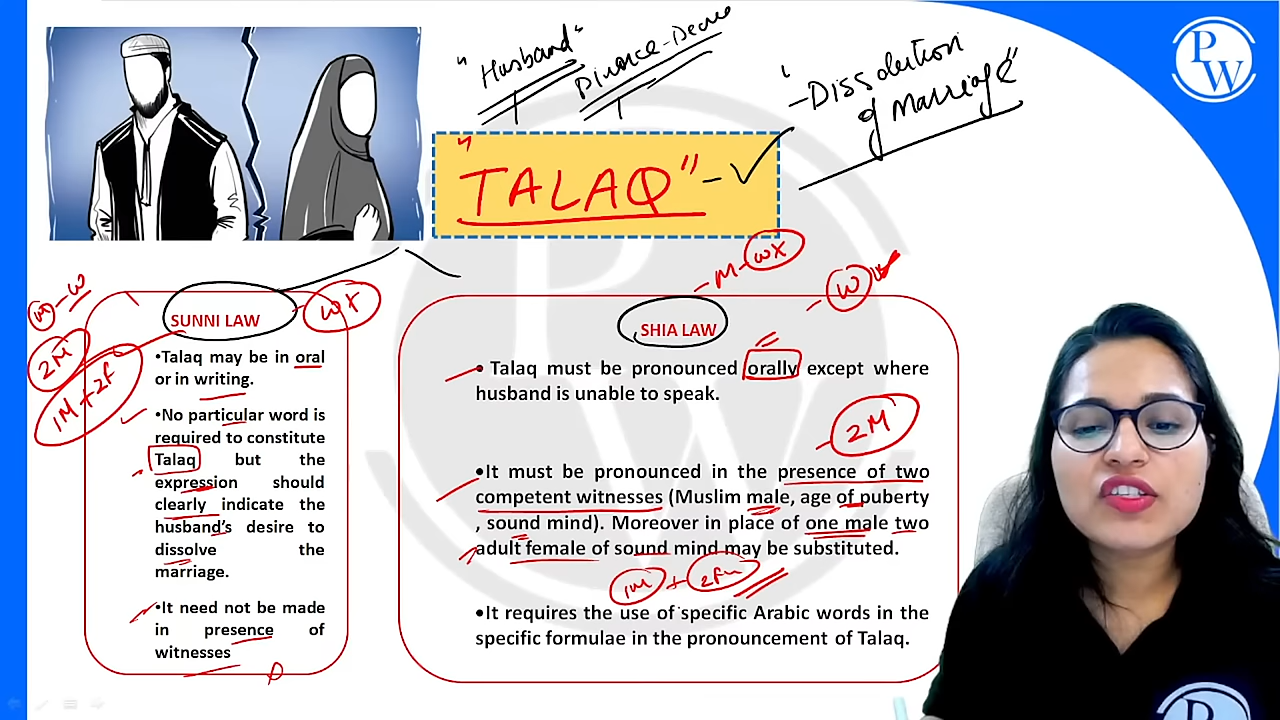 "Husband"
Divorce-Decree
- Dissolution
of Marriage"
"TALAQ" -
PW
M - WX
W
M - W
WX
2M
1M + 2F
SUNNI LAW
•Talaq may be in oral
or in writing.
•No particular word is
required to constitute
Talaq but the
expression should
clearly indicate the
husband's desire to
dissolve the
marriage.
•It need not be made
in presence of
witnesses
SHIA LAW
• Talaq must be pronounced orally except where
husband is unable to speak.
- 2M
•It must be pronounced in the presence of two
competent witnesses (Muslim male, age of puberty
, sound mind). Moreover in place of one male two
adult female of sound mind may be substituted.
1M +
•It requires the use of specific Arabic words in the
specific formulae in the pronouncement of Talaq.